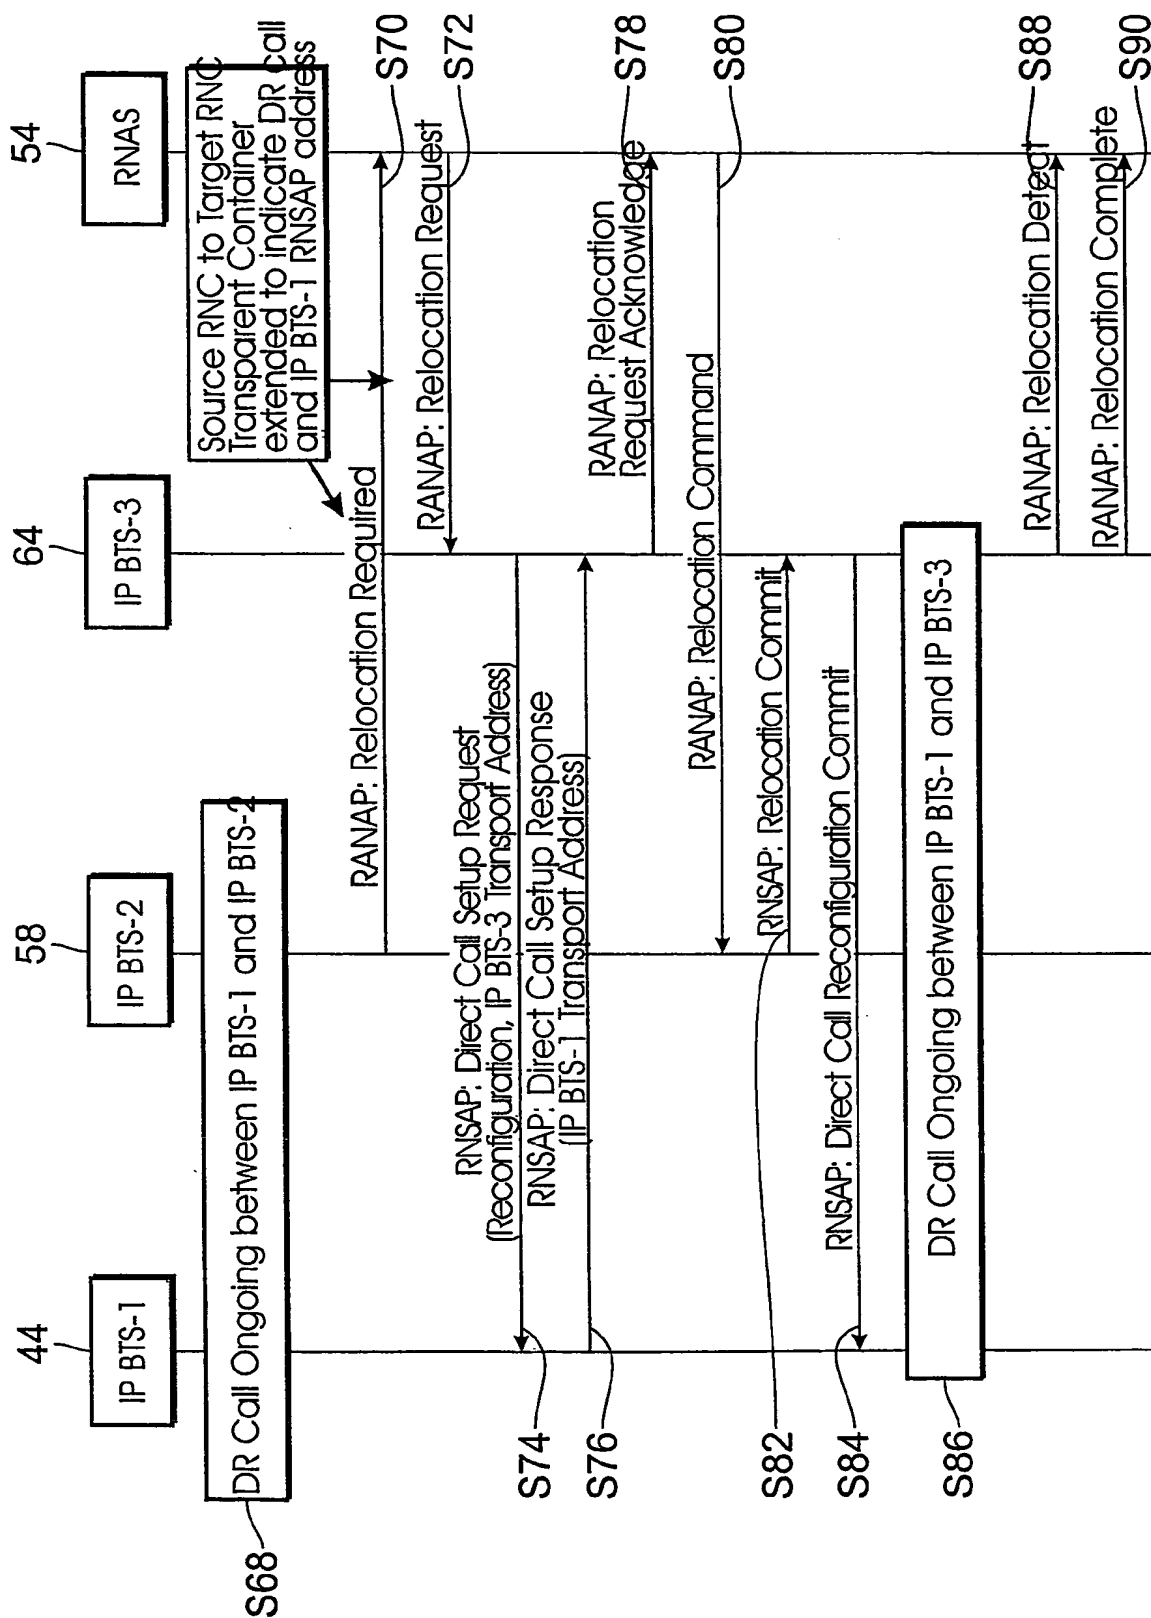 44
58
64
54
IP BTS-1
IP BTS-2
IP BTS-3
RNAS
S68
DR Call Ongoing between IP BTS-1 and IP BTS-2
Source RNC to Target RNC
Transparent Container
extended to indicate DR call
and IP BTS-1 RNSAP address
RANAP: Relocation Required
S70
RANAP: Relocation Request
S72
RNSAP: Direct Call Setup Request
(Reconfiguration, IP BTS-3 Transport Address)
S74
RNSAP: Direct Call Setup Response
(IP BTS-1 Transport Address)
S76
RANAP: Relocation
Request Acknowledge
S78
RANAP: Relocation Command
S80
RNSAP: Relocation Commit
S82
RNSAP: Direct Call Reconfiguration Commit
S84
DR Call Ongoing between IP BTS-1 and IP BTS-3
S86
RANAP: Relocation Detect
S88
RANAP: Relocation Complete
S90